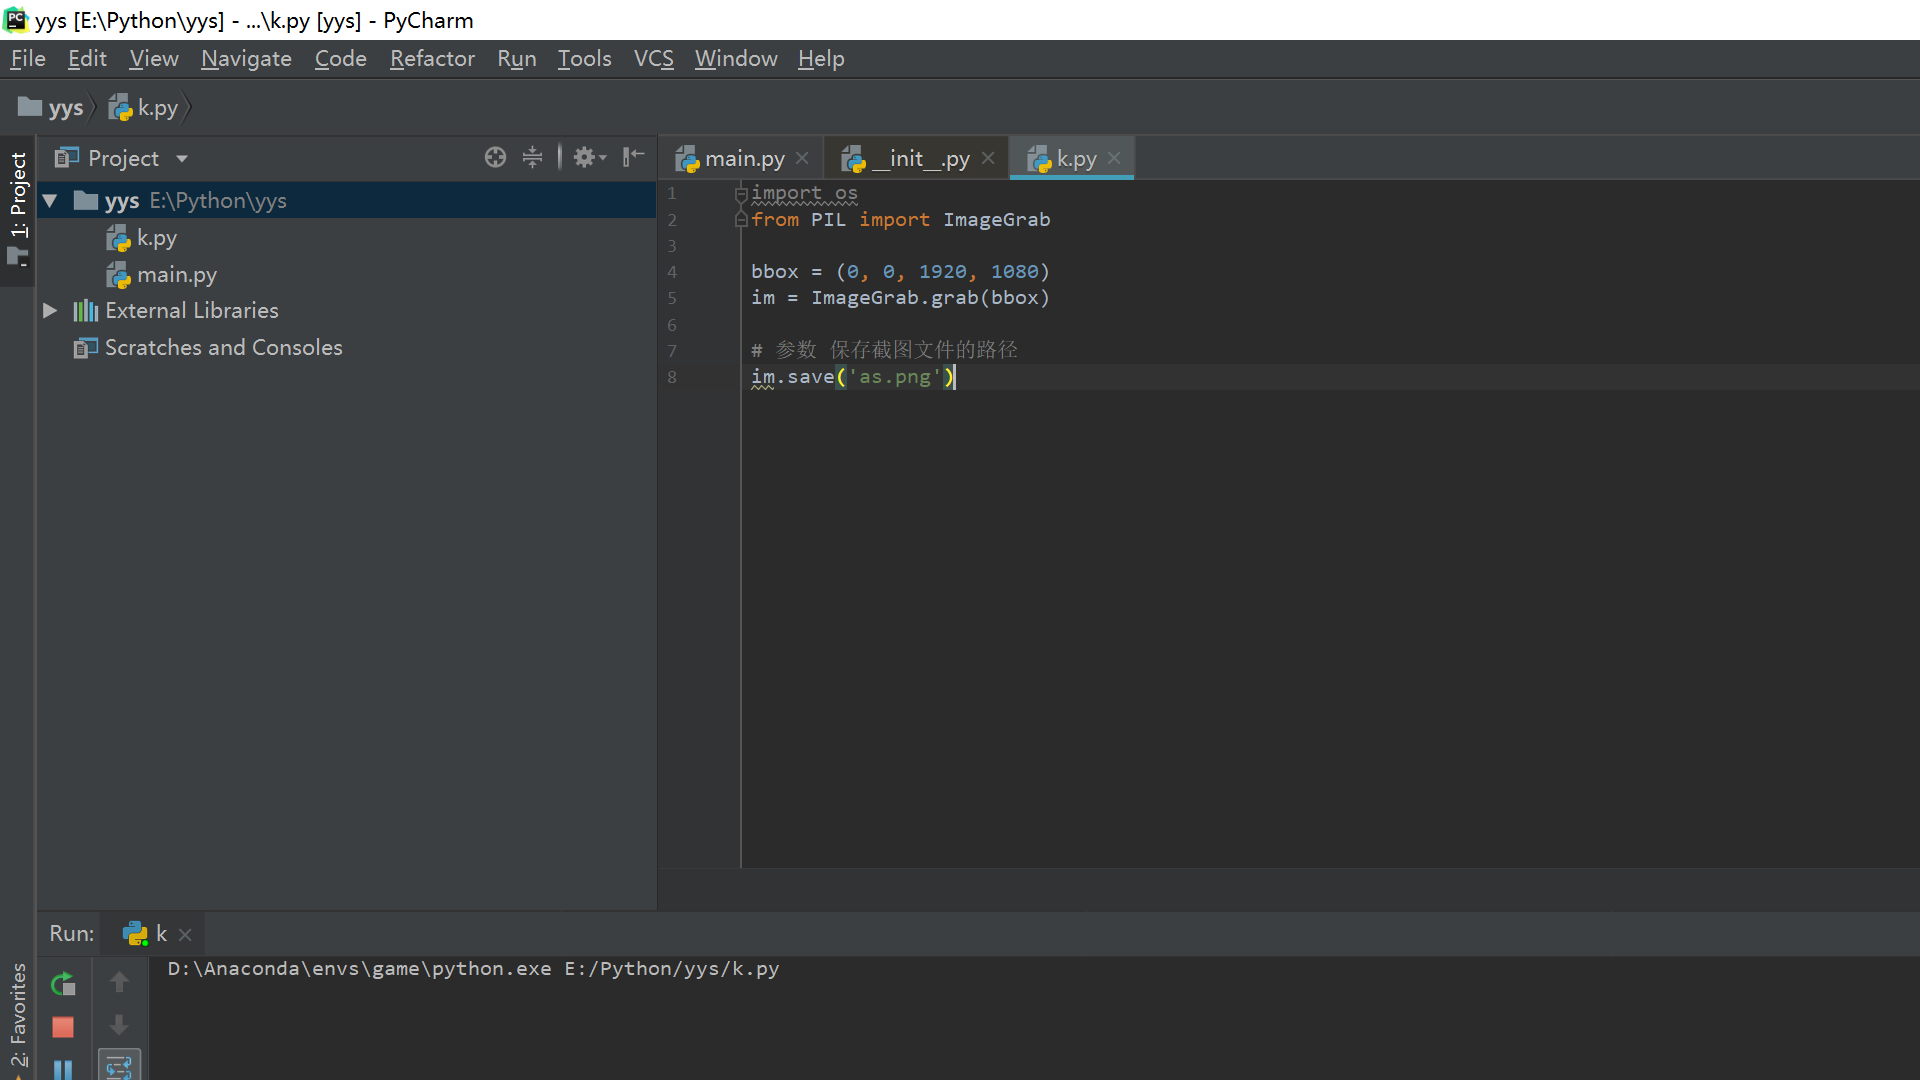 yys [E:\Python\yys] - ...\k.py [yys] - PyCharm
File Edit View Navigate Code Refactor Run Tools VCS Window Help
yys k.py
1: Project
Project
yys E:\Python\yys
k.py
main.py
External Libraries
Scratches and Consoles
main.py __init__.py k.py
1 import os
2 from PIL import ImageGrab
3
4 bbox = (0, 0, 1920, 1080)
5 im = ImageGrab.grab(bbox)
6
7 # 参数 保存截图文件的路径
8 im.save('as.png')
Run: k
D:\Anaconda\envs\game\python.exe E:/Python/yys/k.py
2: Favorites